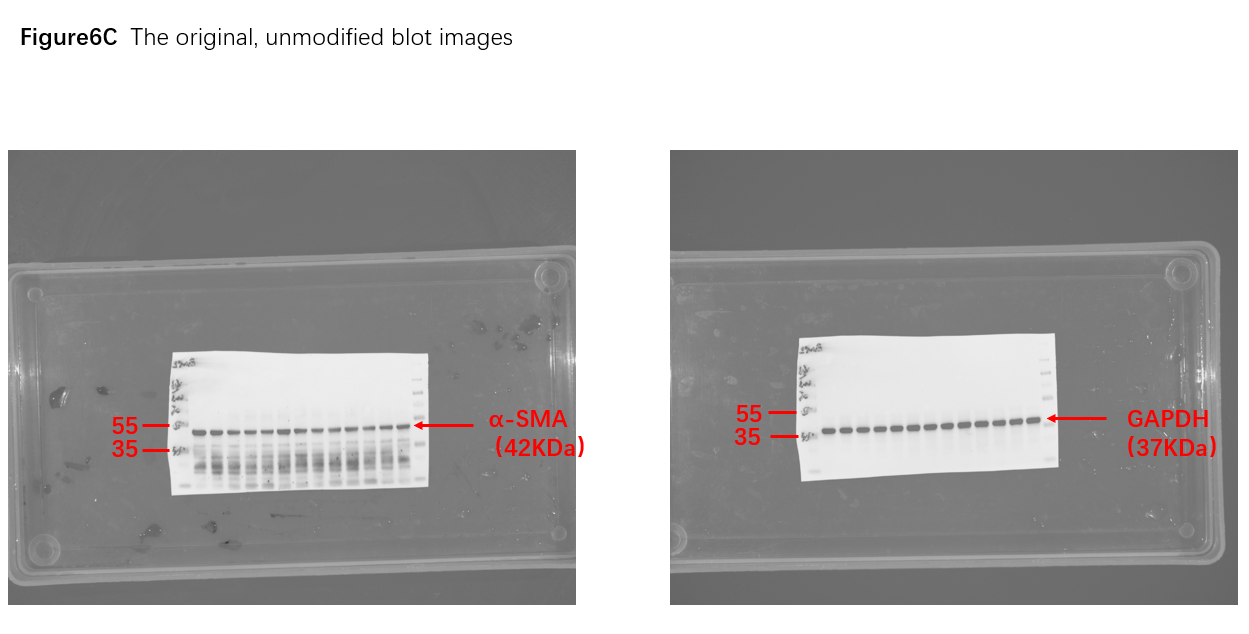 Figure6C The original, unmodified blot images
55
35
α-SMA
(42KDa)
55
35
GAPDH
(37KDa)